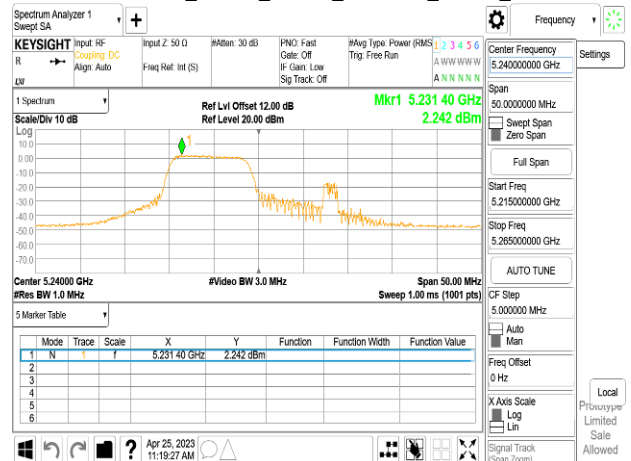 Spectrum Analyzer 1
Swept SA
Frequency
KEYSIGHT
Input: RF
Coupling: DC
Align: Auto
Input Z: 50 Ω
Freq Ref: Int (S)
#Atten: 30 dB
PNO: Fast
Gate: Off
IF Gain: Low
Sig Track: Off
#Avg Type: Power (RMS
Trig: Free Run
1 2 3 4 5 6
A W W W W W
A N N N N N
R
LXI
Center Frequency
5.240000000 GHz
Settings
Span
50.0000000 MHz
Swept Span
Zero Span
Full Span
Start Freq
5.215000000 GHz
Stop Freq
5.265000000 GHz
AUTO TUNE
CF Step
5.000000 MHz
Auto
Man
Freq Offset
0 Hz
X Axis Scale
Log
Lin
Signal Track
(Span Zoom)
Local
Prototype
Limited
Sale
Allowed
1 Spectrum
Scale/Div 10 dB
Ref Lvl Offset 12.00 dB
Ref Level 20.00 dBm
Mkr1 5.231 40 GHz
2.242 dBm
Log
10.0
0.00
-10.0
-20.0
-30.0
-40.0
-50.0
-60.0
-70.0
1
Center 5.24000 GHz
#Res BW 1.0 MHz
#Video BW 3.0 MHz
Span 50.00 MHz
Sweep 1.00 ms (1001 pts)
5 Marker Table
Mode Trace Scale X Y Function Function Width Function Value
1 N 1 f 5.231 40 GHz 2.242 dBm
2
3
4
5
6
?
Apr 25, 2023
11:19:27 AM